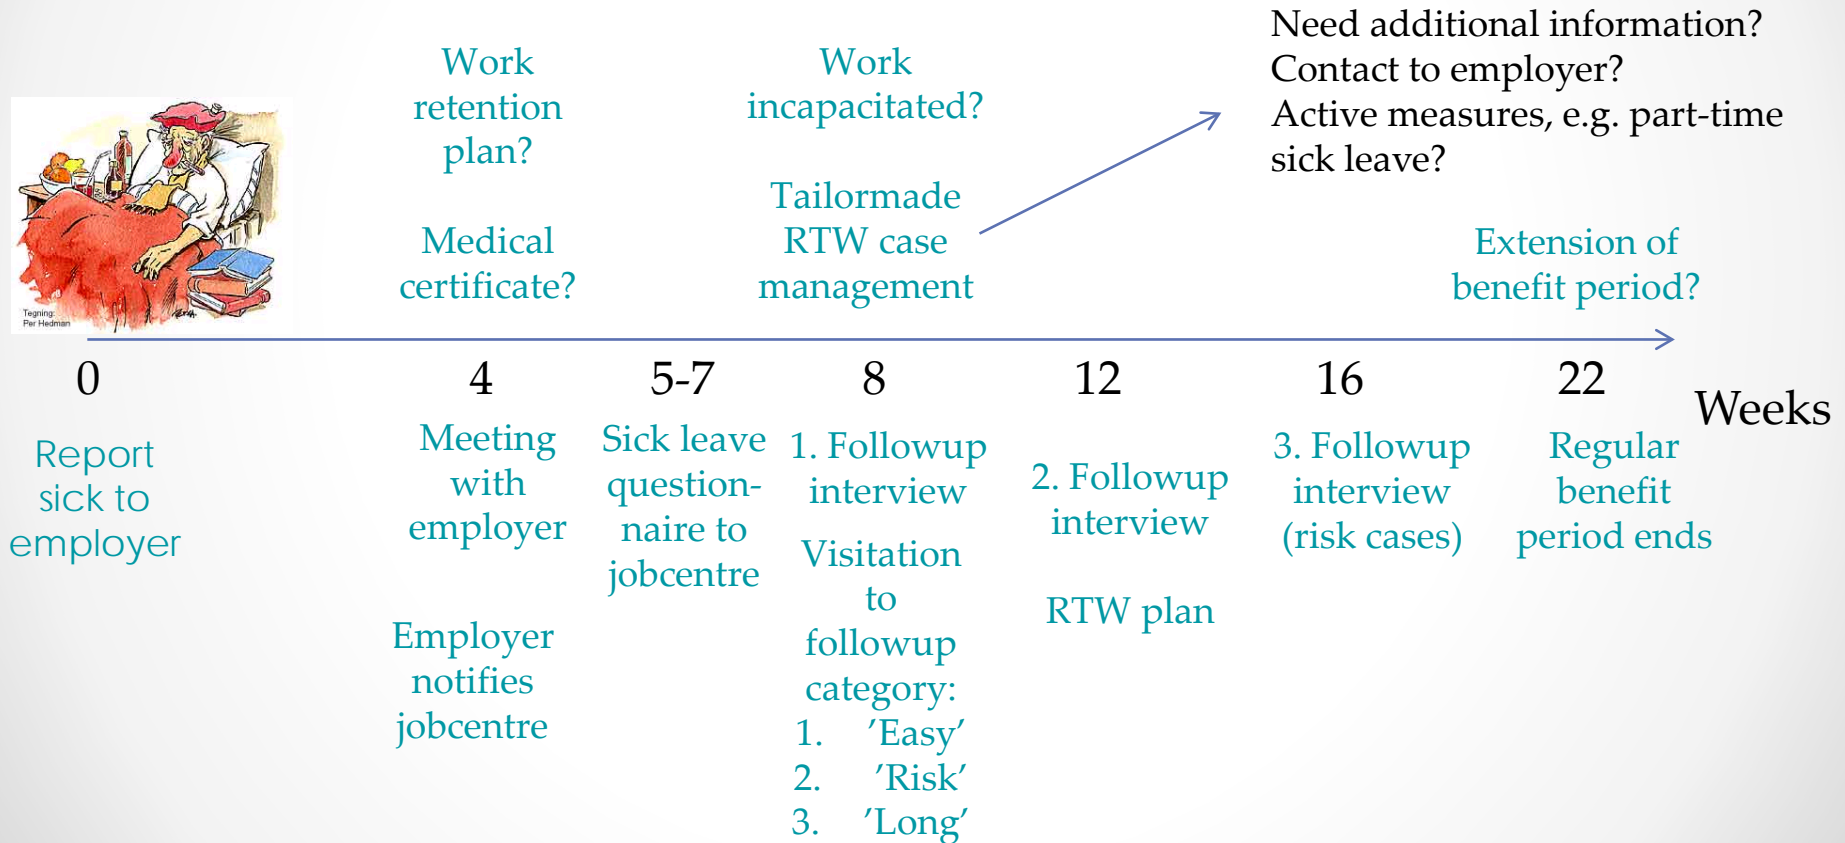 Need additional information?
Contact to employer?
Active measures, e.g. part-time
sick leave?
Work
retention
plan?
Medical
certificate?
Work
incapacitated?
Tailormade
RTW case
management
Extension of
benefit period?
Tegning:
Per Hedman
0
4
5-7
8
12
16
22
Weeks
Report
sick to
employer
Meeting
with
employer
Employer
notifies
jobcentre
Sick leave
question-
naire to
jobcentre
1. Followup
interview
Visitation
to
followup
category:
1. ’Easy’
2. ’Risk’
3. ’Long’
2. Followup
interview
RTW plan
3. Followup
interview
(risk cases)
Regular
benefit
period ends